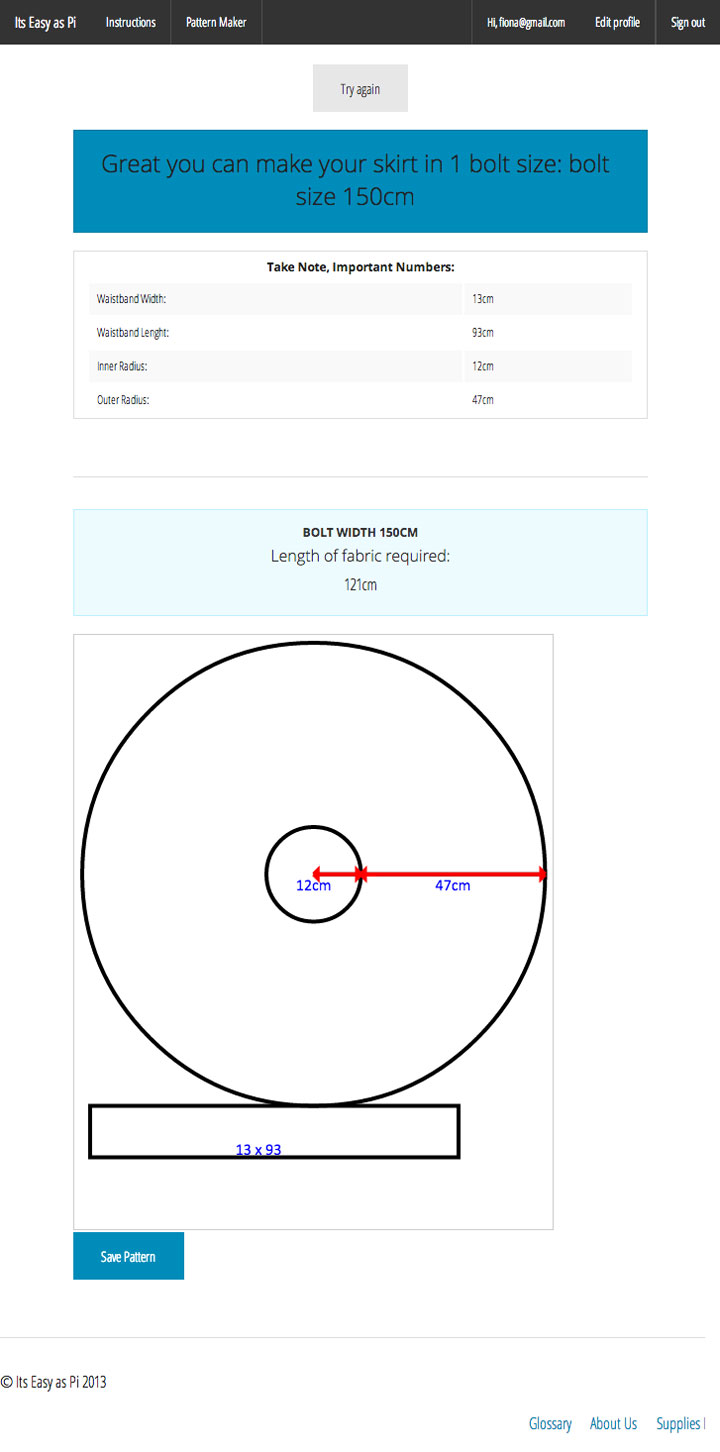 Its Easy as Pi Instructions Pattern Maker Hi, fiona@gmail.com Edit profile Sign out
Try again
Great you can make your skirt in 1 bolt size: bolt
size 150cm
Take Note, Important Numbers:
Waistband Width: 13cm
Waistband Lenght: 93cm
Inner Radius: 12cm
Outer Radius: 47cm
BOLT WIDTH 150CM
Length of fabric required:
121cm
12cm 47cm
13 x 93
Save Pattern
© Its Easy as Pi 2013
Glossary About Us Supplies